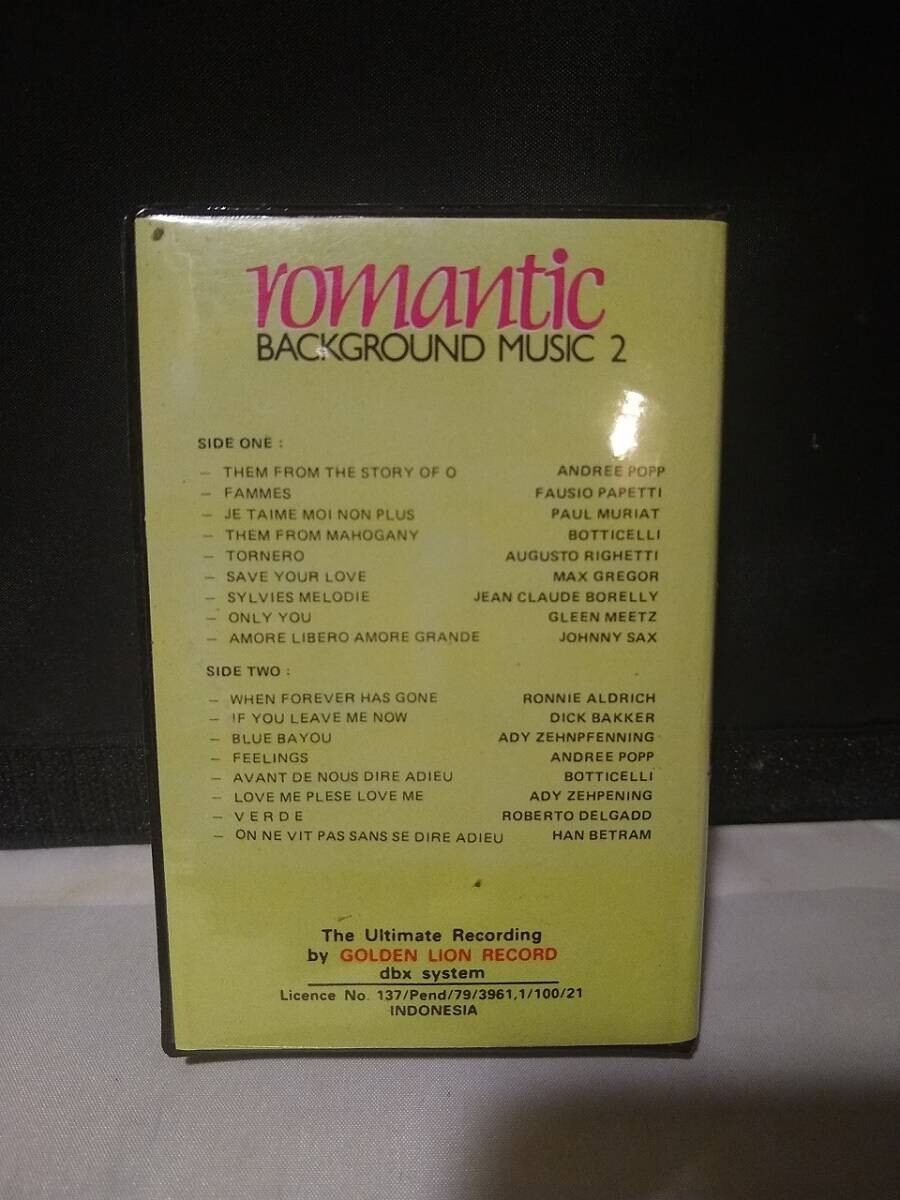 romantic
BACKGROUND MUSIC 2
SIDE ONE :
– THEM FROM THE STORY OF O ANDREE POPP
– FAMMES FAUSIO PAPETTI
– JE TAIME MOI NON PLUS PAUL MURIAT
– THEM FROM MAHOGANY BOTTICELLI
– TORNERO AUGUSTO RIGHETTI
– SAVE YOUR LOVE MAX GREGOR
– SYLVIES MELODIE JEAN CLAUDE BORELLY
– ONLY YOU GLEEN MEETZ
– AMORE LIBERO AMORE GRANDE JOHNNY SAX
SIDE TWO :
– WHEN FOREVER HAS GONE RONNIE ALDRICH
– IF YOU LEAVE ME NOW DICK BAKKER
– BLUE BAYOU ADY ZEHNPFENNING
– FEELINGS ANDREE POPP
– AVANT DE NOUS DIRE ADIEU BOTTICELLI
– LOVE ME PLESE LOVE ME ADY ZEHPENING
– V E R D E ROBERTO DELGADD
– ON NE VIT PAS SANS SE DIRE ADIEU HAN BETRAM
The Ultimate Recording
by GOLDEN LION RECORD
dbx system
Licence No. 137/Pend/79/3961,1/100/21
INDONESIA